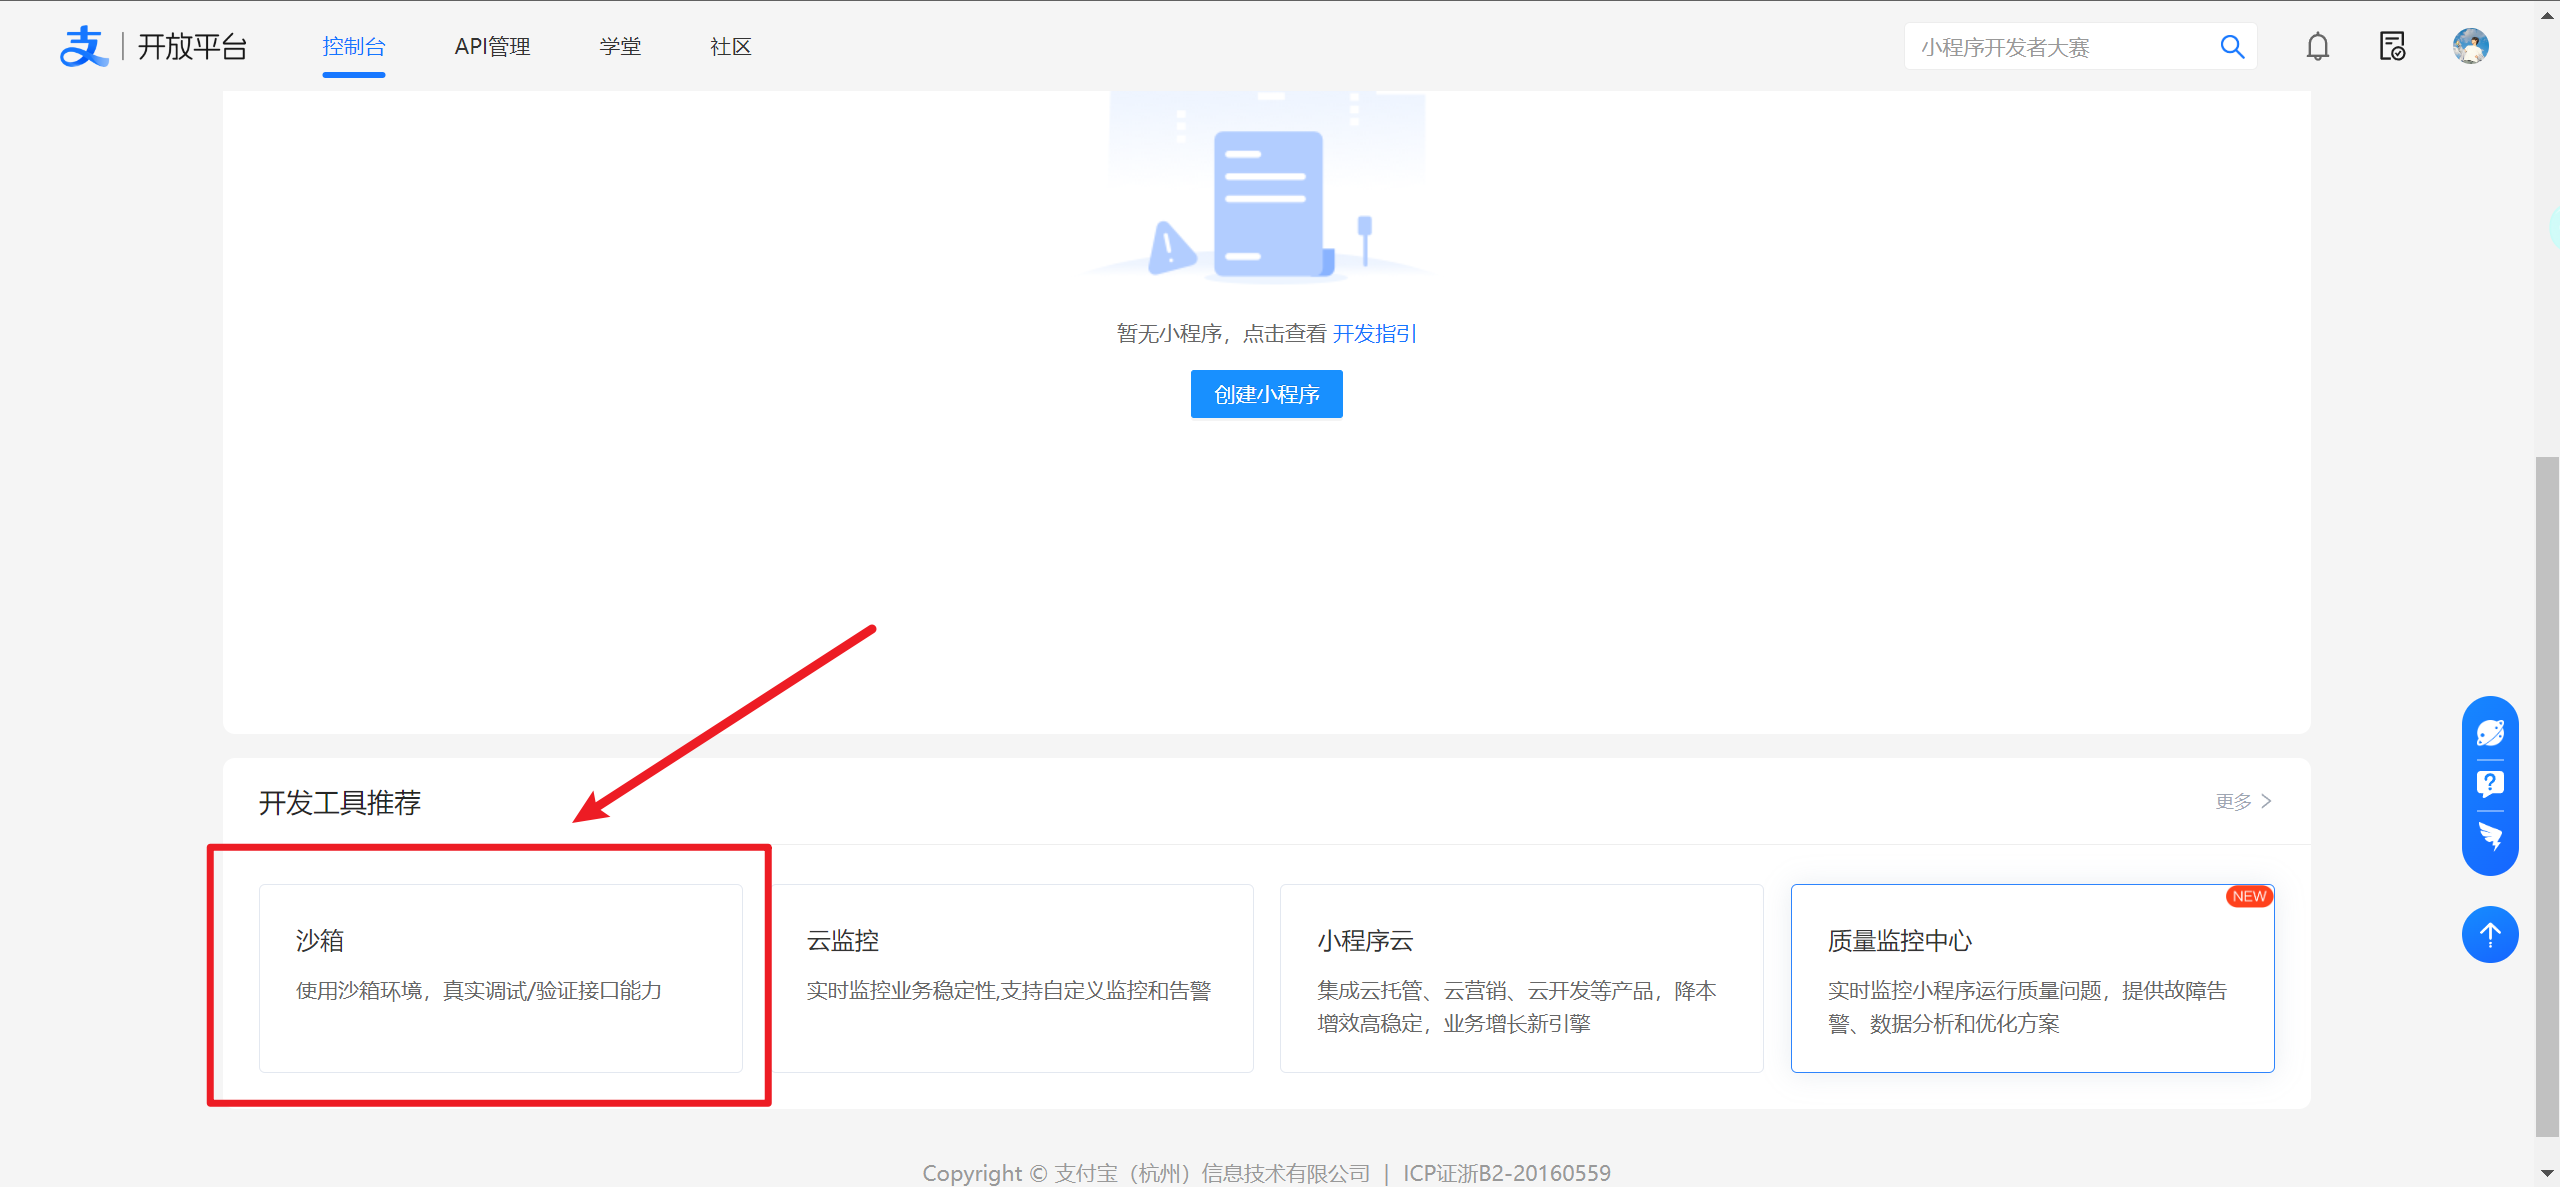 支 | 开放平台 控制台 API管理 学堂 社区 小程序开发者大赛
暂无小程序，点击查看 开发指引
创建小程序
开发工具推荐 更多
沙箱
使用沙箱环境，真实调试/验证接口能力
云监控
实时监控业务稳定性,支持自定义监控和告警
小程序云
集成云托管、云营销、云开发等产品，降本
增效高稳定，业务增长新引擎
NEW
质量监控中心
实时监控小程序运行质量问题，提供故障告
警、数据分析和优化方案
Copyright © 支付宝（杭州）信息技术有限公司 | ICP证浙B2-20160559